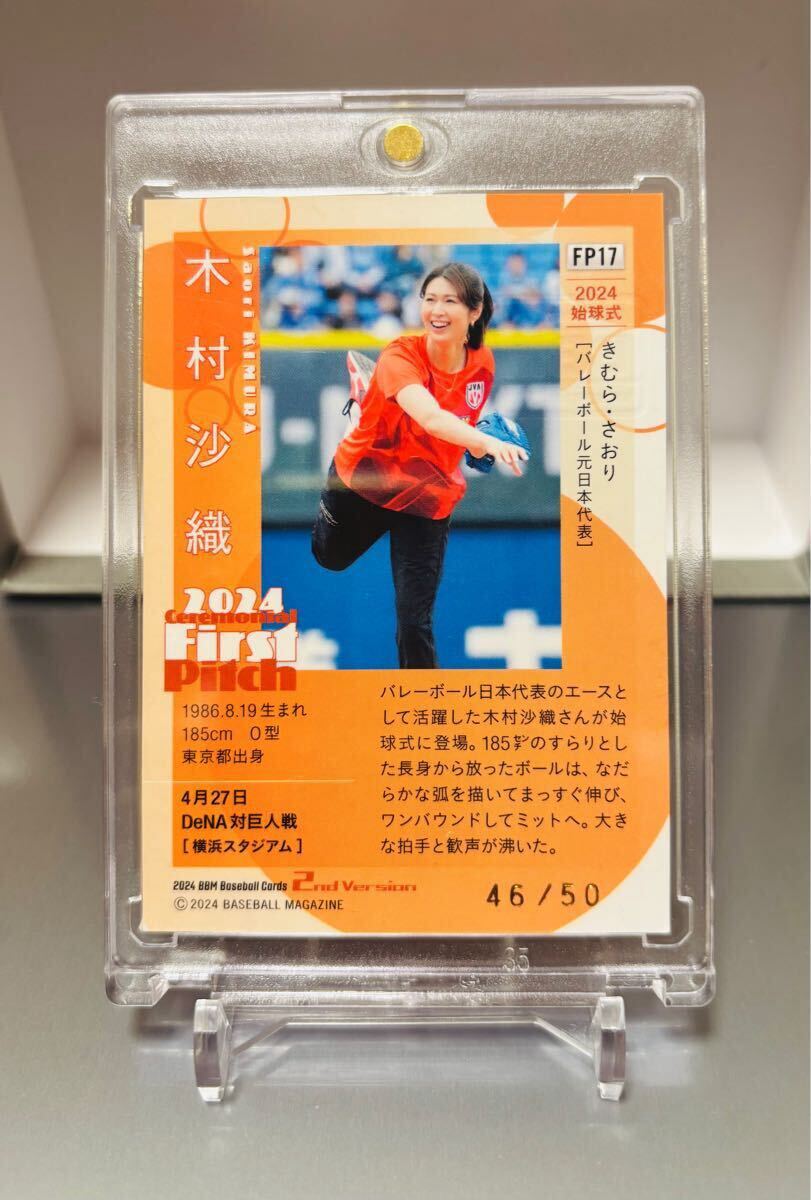 木村沙織
Saori KIMURA
FP17
2024
始球式
きむら・さおり
[バレーボール元日本代表]
JVA
2024
Ceremonial
First
Pitch
1986.8.19生まれ
185cm O型
東京都出身
4月27日
DeNA対巨人戦
[横浜スタジアム]
バレーボール日本代表のエースと
して活躍した木村沙織さんが始
球式に登場。185㌢のすらりとし
た長身から放ったボールは、なだ
らかな弧を描いてまっすぐ伸び、
ワンバウンドしてミットへ。大き
な拍手と歓声が沸いた。
2024 BBM Baseball Cards 2nd Version
© 2024 BASEBALL MAGAZINE
46/50
35